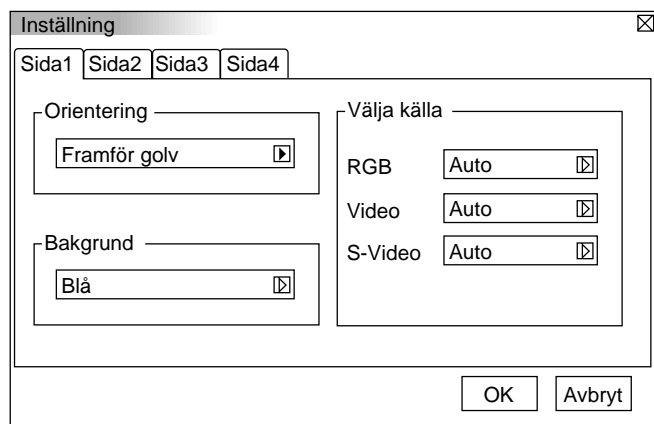 Inställning
Sida1 Sida2 Sida3 Sida4
Orientering
Framför golv
Bakgrund
Blå
Välja källa
RGB Auto
Video Auto
S-Video Auto
OK Avbryt